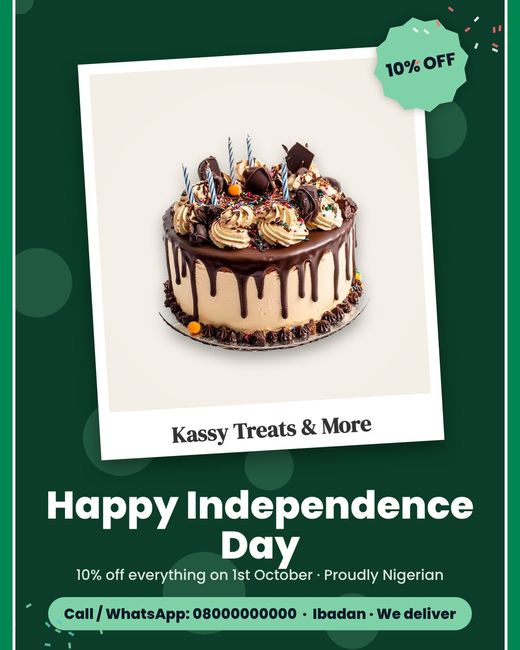 10% OFF
Kassy Treats & More
Happy Independence
Day
10% off everything on 1st October · Proudly Nigerian
Call / WhatsApp: 08000000000 · Ibadan · We deliver